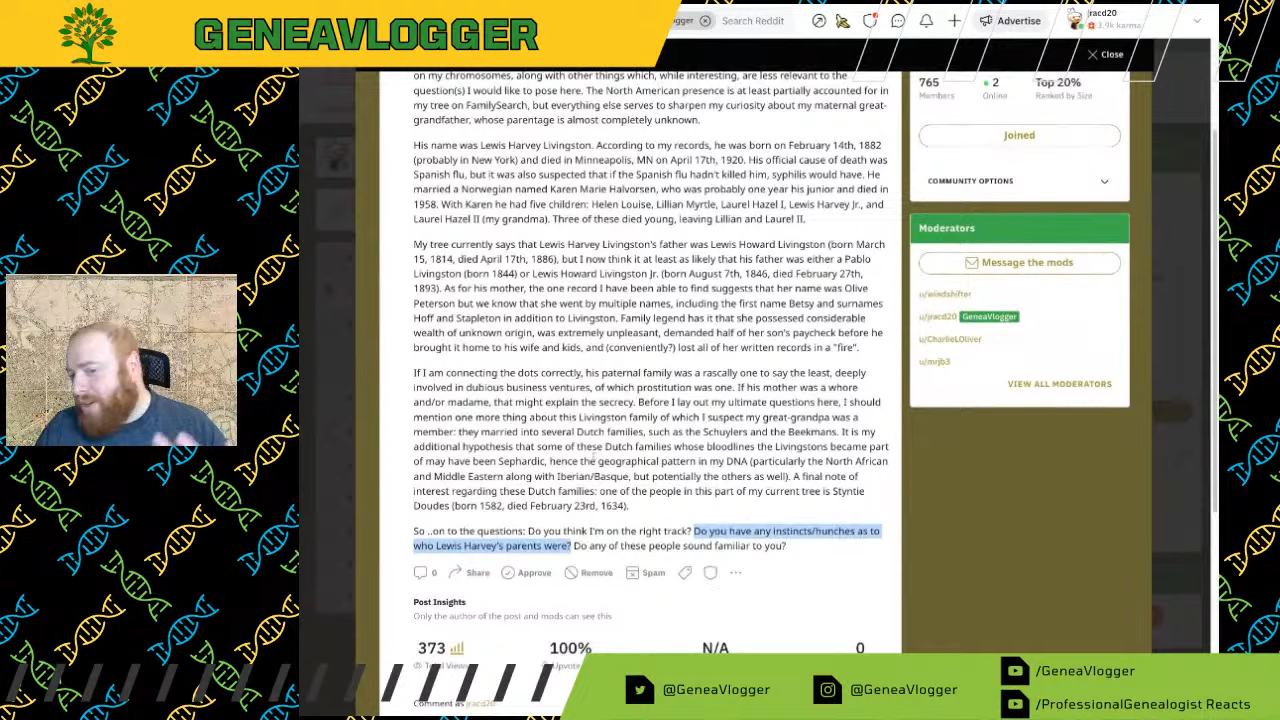 GENEAVLOGGER
gger
Search Reddit
Advertise
jracd20
3.9k karma
Close
on my chromosomes, along with other things which, while interesting, are less relevant to the
question(s) I would like to pose here. The North American presence is at least partially accounted for in
my tree on FamilySearch, but everything else serves to sharpen my curiosity about my maternal great-
grandfather, whose parentage is almost completely unknown.
His name was Lewis Harvey Livingston. According to my records, he was born on February 14th, 1882
(probably in New York) and died in Minneapolis, MN on April 17th, 1920. His official cause of death was
Spanish flu, but it was also suspected that if the Spanish flu hadn't killed him, syphilis would have. He
married a Norwegian named Karen Marie Halvorsen, who was probably one year his junior and died in
1958. With Karen he had five children: Helen Louise, Lillian Myrtle, Laurel Hazel I, Lewis Harvey Jr., and
Laurel Hazel II (my grandma). Three of these died young, leaving Lillian and Laurel II.
My tree currently says that Lewis Harvey Livingston's father was Lewis Howard Livingston (born March
15, 1814, died April 17th, 1886), but I now think it at least as likely that his father was either a Pablo
Livingston (born 1844) or Lewis Howard Livingston Jr. (born August 7th, 1846, died February 27th,
1893). As for his mother, the one record I have been able to find suggests that her name was Olive
Peterson but we know that she went by multiple names, including the first name Betsy and surnames
Hoff and Stapleton in addition to Livingston. Family legend has it that she possessed considerable
wealth of unknown origin, was extremely unpleasant, demanded half of her son's paycheck before he
brought it home to his wife and kids, and (conveniently?) lost all of her written records in a "fire".
If I am connecting the dots correctly, his paternal family was a rascally one to say the least, deeply
involved in dubious business ventures, of which prostitution was one. If his mother was a whore
and/or madame, that might explain the secrecy. Before I lay out my ultimate questions here, I should
mention one more thing about this Livingston family of which I suspect my great-grandpa was a
member: they married into several Dutch families, such as the Schuylers and the Beekmans. It is my
additional hypothesis that some of these Dutch families whose bloodlines the Livingstons became part
of may have been Sephardic, hence the geographical pattern in my DNA (particularly the North African
and Middle Eastern along with Iberian/Basque, but potentially the others as well). A final note of
interest regarding these Dutch families: one of the people in this part of my current tree is Styntie
Doudes (born 1582, died February 23rd, 1634).
So ..on to the questions: Do you think I'm on the right track? Do you have any instincts/hunches as to
who Lewis Harvey's parents were? Do any of these people sound familiar to you?
0 Share Approve Remove Spam
Post Insights
Only the author of the post and mods can see this
373 100% N/A 0
Comment as jracd20
765 2 Top 20%
Members Online Ranked by Size
Joined
COMMUNITY OPTIONS
Moderators
Message the mods
u/windshifter
u/jracd20 GeneaVlogger
u/CharlieLOliver
u/mrjb3
VIEW ALL MODERATORS
@GeneaVlogger
@GeneaVlogger
/GeneaVlogger
/ProfessionalGenealogist Reacts